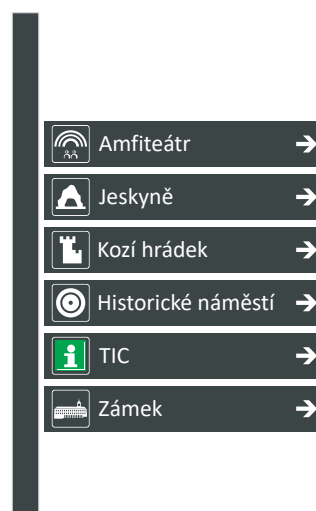 Amfiteátr
Jeskyně
Kozí hrádek
Historické náměstí
TIC
Zámek